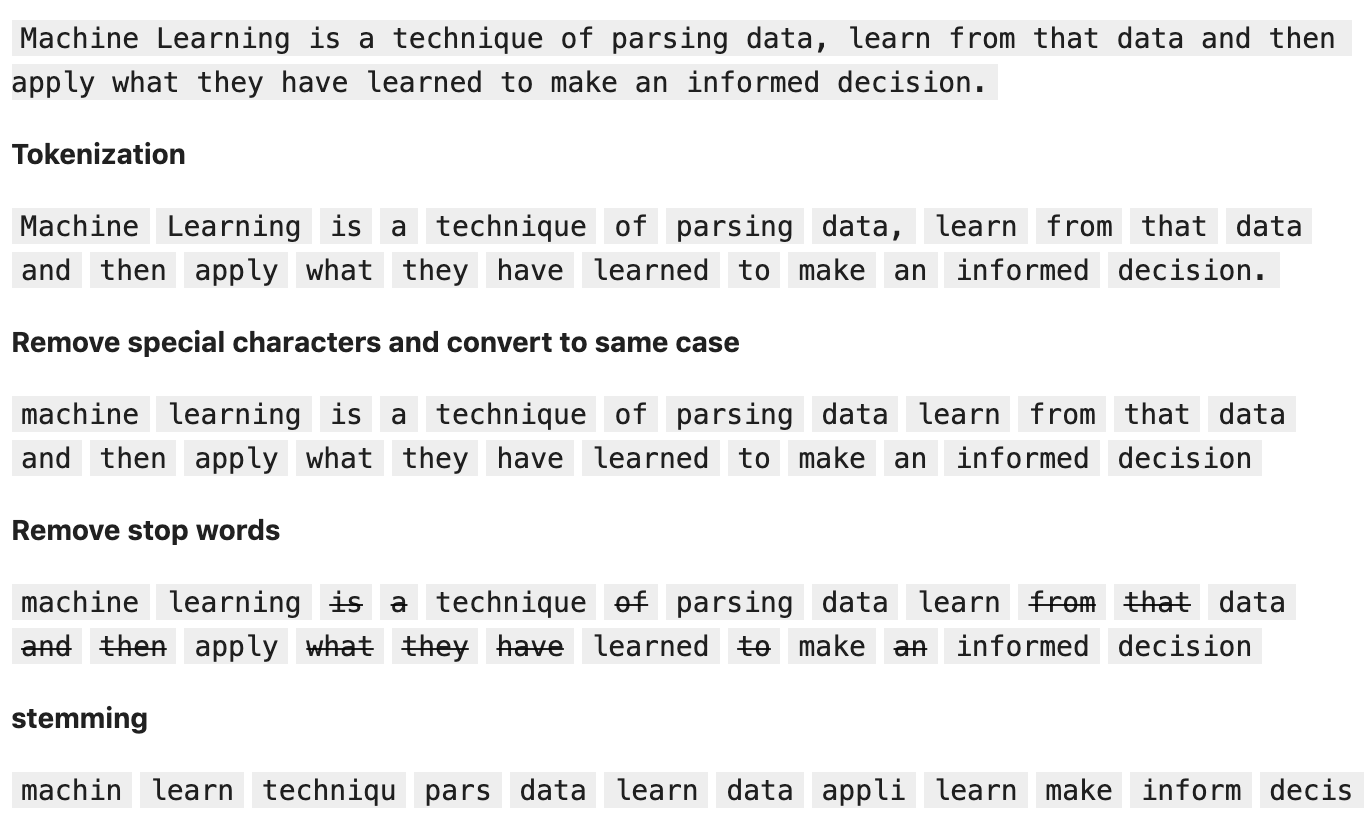 Machine Learning is a technique of parsing data, learn from that data and then
apply what they have learned to make an informed decision.
Tokenization
Machine Learning is a technique of parsing data, learn from that data
and then apply what they have learned to make an informed decision.
Remove special characters and convert to same case
machine learning is a technique of parsing data learn from that data
and then apply what they have learned to make an informed decision
Remove stop words
machine learning is a technique of parsing data learn from that data
and then apply what they have learned to make an informed decision
stemming
machin learn techniqu pars data learn data appli learn make inform decis